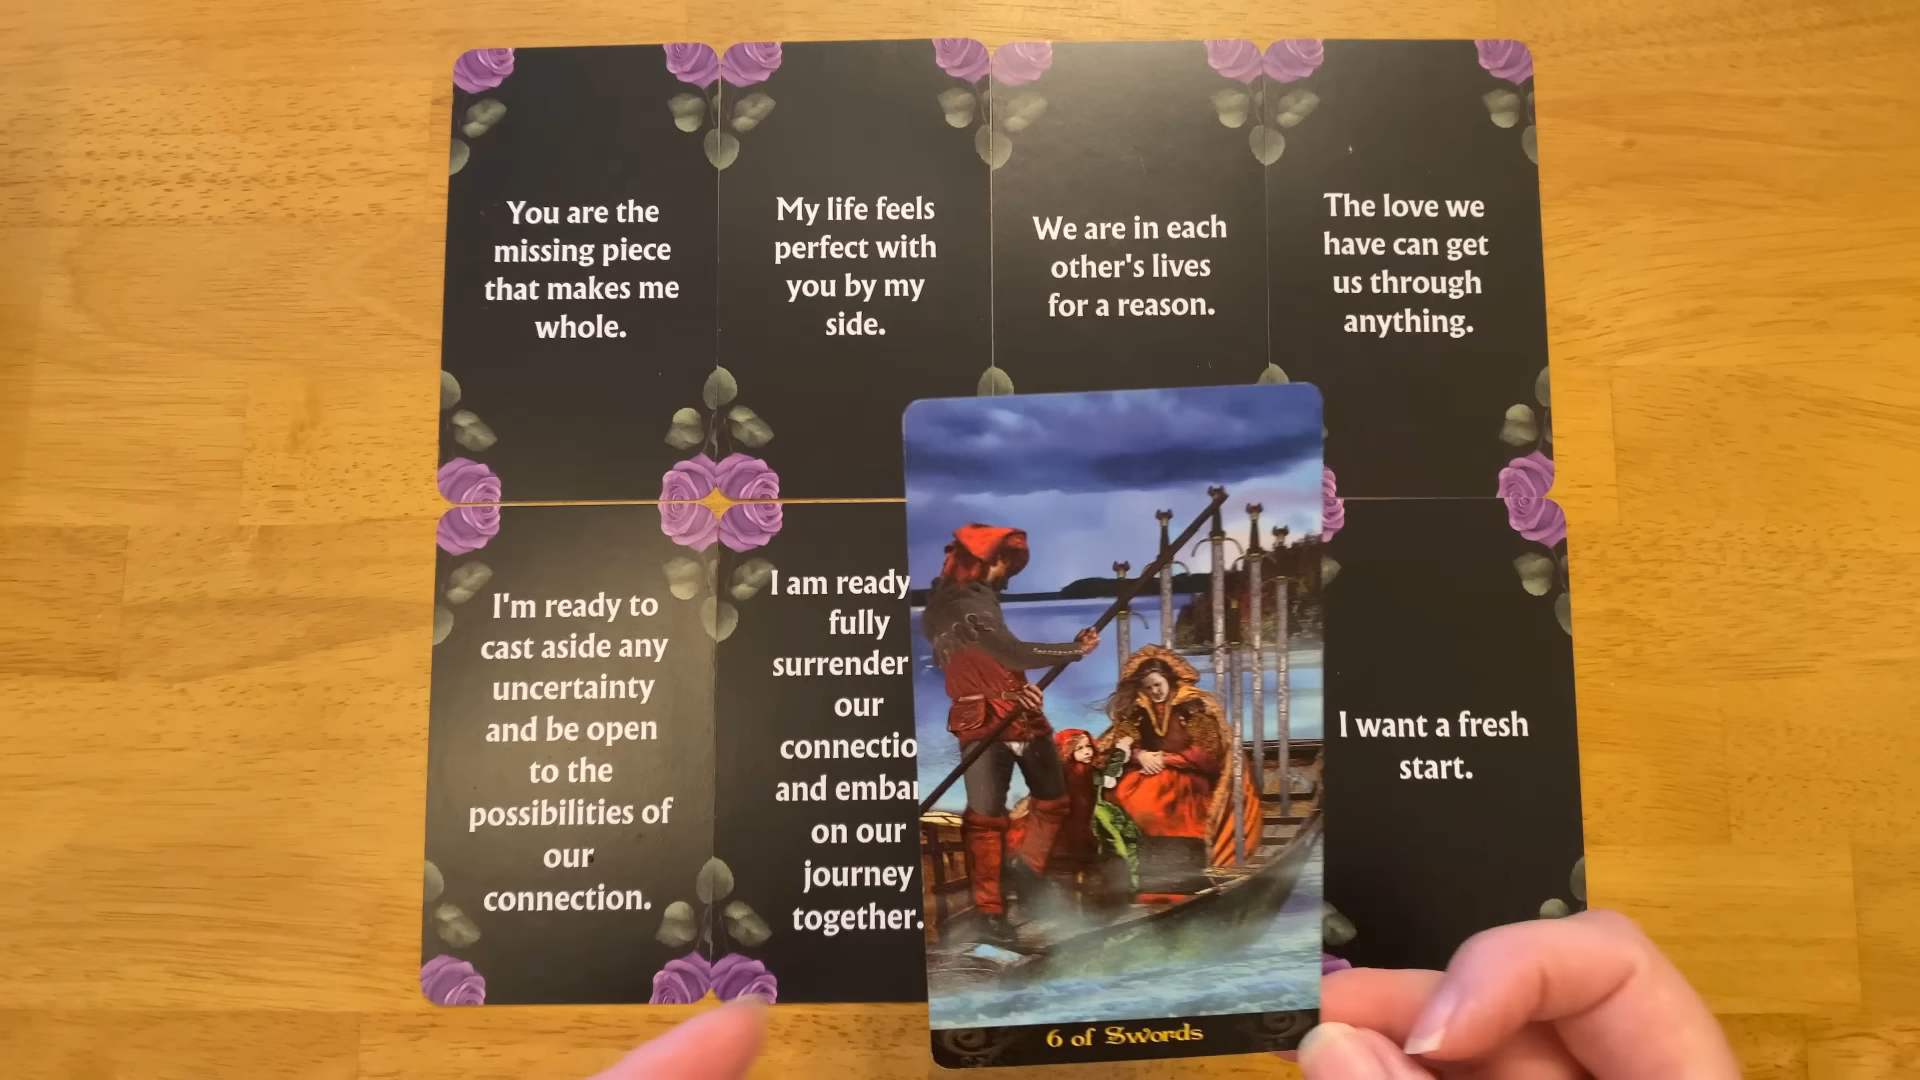 You are the
missing piece
that makes me
whole.
My life feels
perfect with
you by my
side.
We are in each
other's lives
for a reason.
The love we
have can get
us through
anything.
I'm ready to
cast aside any
uncertainty
and be open
to the
possibilities of
our
connection.
I am ready
fully
surrender
our

and
on our
journey
together.
I want a fresh
start.
6 of Swords